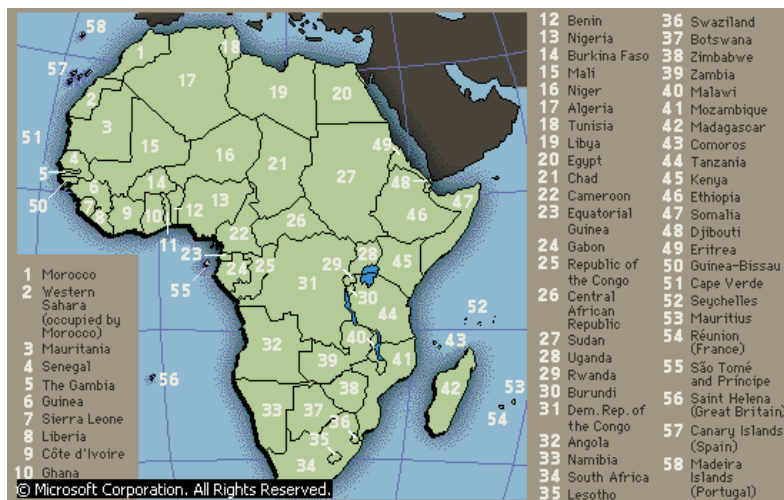 58
1
18
57
17
19
20
2
3
51
15
16
21
27
49
4
5
14
13
48
50
6
46
47
7
8
9
10
12
26
11
22
23
24
25
28
45
31
29
55
30
44
52
32
40
43
39
41
56
38
42
53
33
37
54
36
35
34
1 Morocco
2 Western
Sahara
(occupied by
Morocco)
3 Mauritania
4 Senegal
5 The Gambia
6 Guinea
7 Sierra Leone
8 Liberia
9 Côte d'Ivoire
10 Ghana
12 Benin
13 Nigeria
14 Burkina Faso
15 Mali
16 Niger
17 Algeria
18 Tunisia
19 Libya
20 Egypt
21 Chad
22 Cameroon
23 Equatorial
Guinea
24 Gabon
25 Republic of
the Congo
26 Central
African
Republic
27 Sudan
28 Uganda
29 Rwanda
30 Burundi
31 Dem. Rep. of
the Congo
32 Angola
33 Namibia
34 South Africa
35 Lesotho
36 Swaziland
37 Botswana
38 Zimbabwe
39 Zambia
40 Malawi
41 Mozambique
42 Madagascar
43 Comoros
44 Tanzania
45 Kenya
46 Ethiopia
47 Somalia
48 Djibouti
49 Eritrea
50 Guinea-Bissau
51 Cape Verde
52 Seychelles
53 Mauritius
54 Réunion
(France)
55 São Tomé
and Príncipe
56 Saint Helena
(Great Britain)
57 Canary Islands
(Spain)
58 Madeira
Islands
(Portugal)
© Microsoft Corporation. All Rights Reserved.